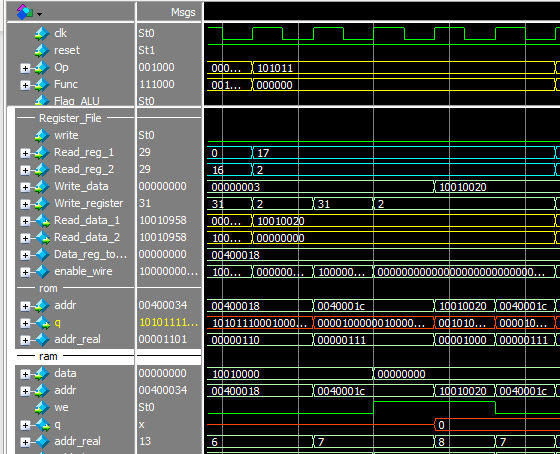 Msgs
clk St0
reset St1
Op 001000 000... 101011
Func 111000 001... 000000
Flag_ALU St0
Register_File
write St0
Read_reg_1 29 0 17
Read_reg_2 29 16 2
Write_data 00000000 00000003 10010020
Write_register 31 31 2 31 2
Read_data_1 10010958 000... 10010020
Read_data_2 10010958 100... 00000000
Data_reg_to... 00000000 00400018
enable_wire 10000000... 100... 000000... 100000... 00000000000000000000000000...
rom
addr 00400034 00400018 0040001c 10010020 0040001c
q 10101111... 10101110001000... 0000100000010000... 001010... 000010...
addr_real 00001101 00000110 00000111 00001000 00000111
ram
data 00000000 10010000 00000000
addr 00400034 00400018 0040001c 10010020 0040001c
we St0
q x 0
addr_real 13 6 7 8 7